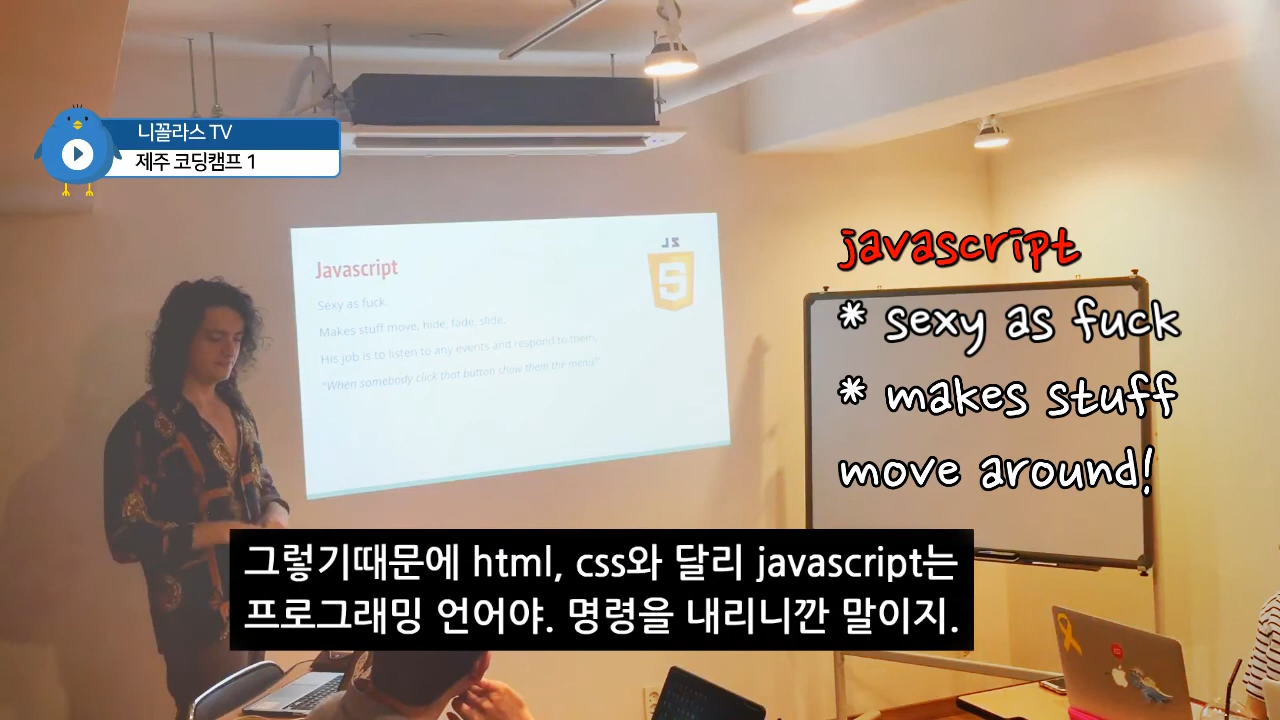 니꼴라스 TV
제주 코딩캠프 1
JS
5
Javascript
Sexy as fuck.
Makes stuff move, hide, fade, slide.
His job is to listen to any events and respond to them.
"When somebody click that button show them the menu"
javascript
* sexy as fuck
* makes stuff
move around!
그렇기때문에 html, css와 달리 javascript는
프로그래밍 언어야. 명령을 내리니깐 말이지.